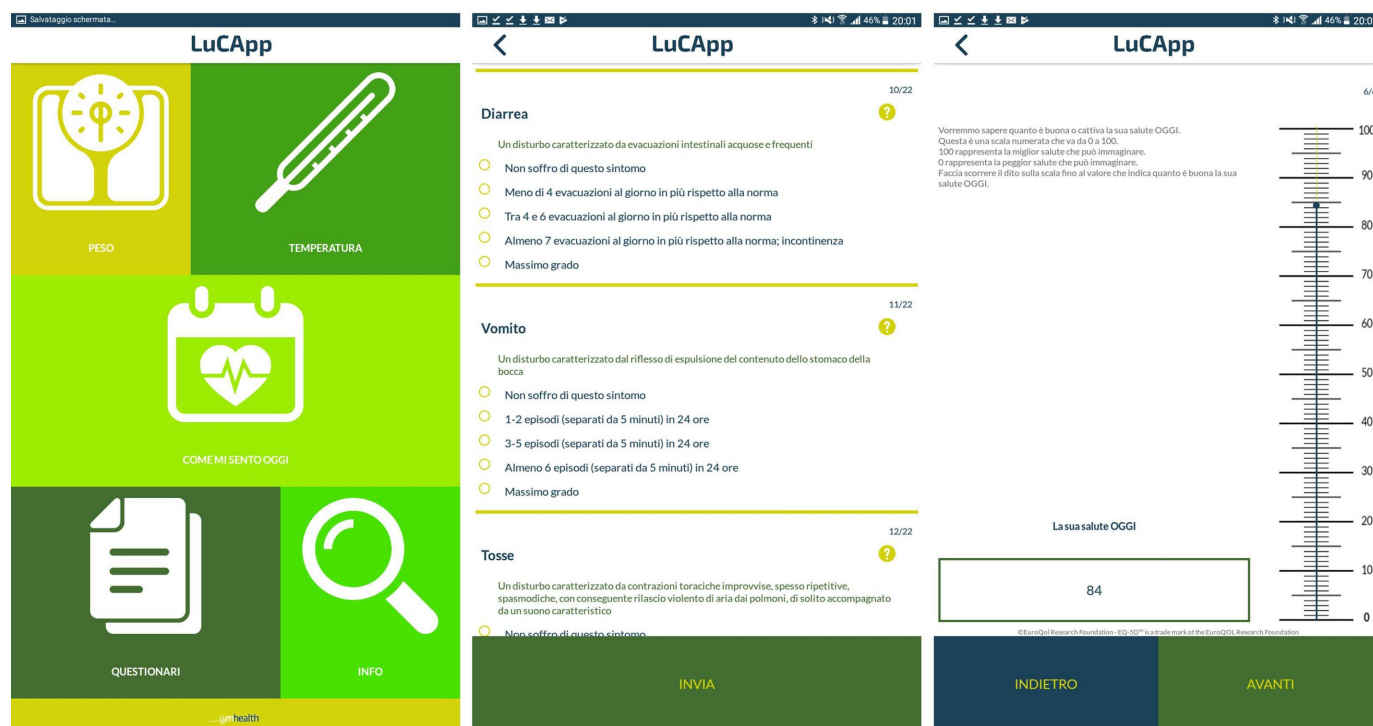 Salvataggio schermata...
LuCApp
PESO
TEMPERATURA
COME MI SENTO OGGI
QUESTIONARI
INFO
mhealth
46% 20:01
LuCApp
10/22
Diarrea
?
Un disturbo caratterizzato da evacuazioni intestinali acquose e frequenti
Non soffro di questo sintomo
Meno di 4 evacuazioni al giorno in più rispetto alla norma
Tra 4 e 6 evacuazioni al giorno in più rispetto alla norma
Almeno 7 evacuazioni al giorno in più rispetto alla norma; incontinenza
Massimo grado
11/22
Vomito
?
Un disturbo caratterizzato dal riflesso di espulsione del contenuto dello stomaco della
bocca
Non soffro di questo sintomo
1-2 episodi (separati da 5 minuti) in 24 ore
3-5 episodi (separati da 5 minuti) in 24 ore
Almeno 6 episodi (separati da 5 minuti) in 24 ore
Massimo grado
12/22
Tosse
?
Un disturbo caratterizzato da contrazioni toraciche improvvise, spesso ripetitive,
spasmodiche, con conseguente rilascio violento di aria dai polmoni, di solito accompagnato
da un suono caratteristico
Non soffro di questo sintomo
INVIA
46% 20:0
LuCApp
6/
Vorremmo sapere quanto è buona o cattiva la sua salute OGGI.
Questa è una scala numerata che va da 0 a 100.
100 rappresenta la miglior salute che può immaginare.
0 rappresenta la peggior salute che può immaginare.
Faccia scorrere il dito sulla scala fino al valore che indica quanto è buona la sua
salute OGGI.
100
90
80
70
60
50
40
30
20
10
0
La sua salute OGGI
84
©EuroQol Research Foundation - EQ-5D™ is a trade mark of the EuroQOL Research Foundation
INDIETRO
AVANTI